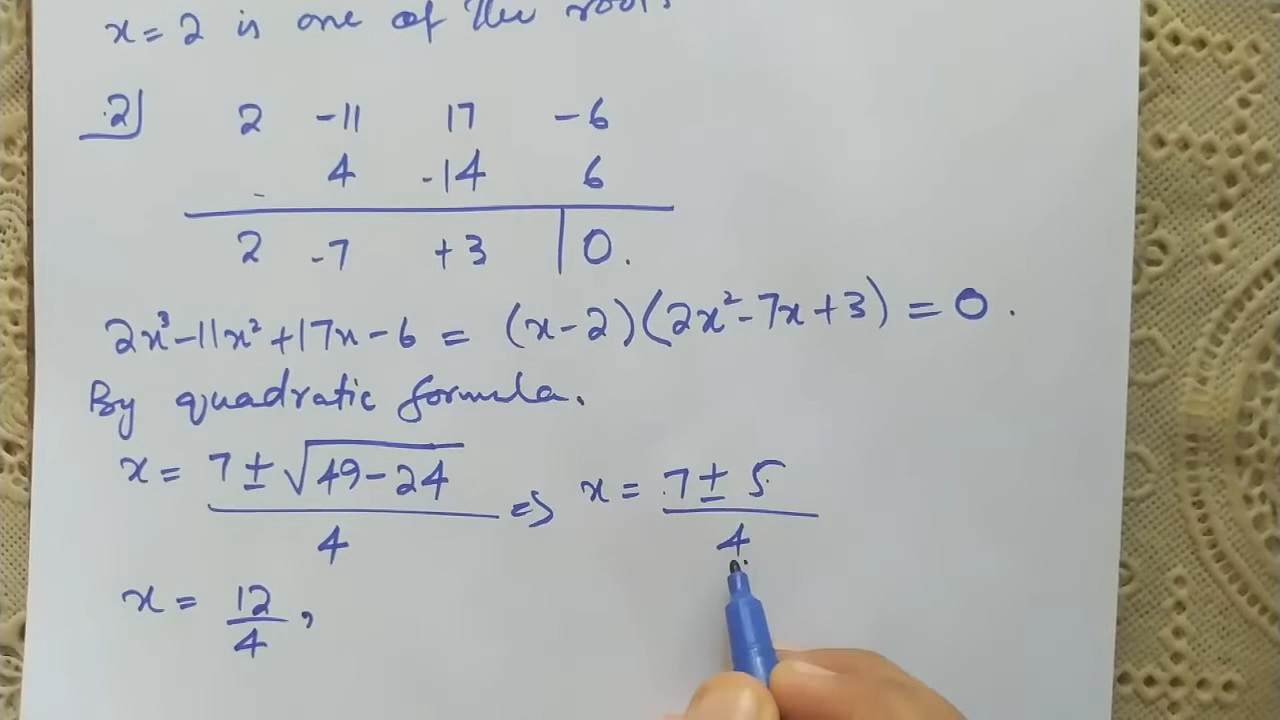 x = 2 is one of the roots
2 2 -11 17 -6
4 -14 6
2 -7 +3 0.
2x³-11x²+17x-6 = (x-2)(2x²-7x+3) = 0.
By quadratic formula.
x = 7±√49-24 / 4 ⇒ x = 7± 5 / 4
x = 12/4,